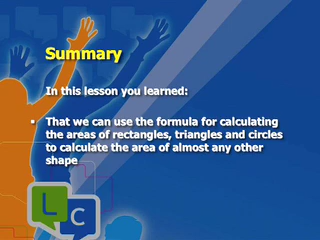 Summary
In this lesson you learned:
▪ That we can use the formula for calculating
the areas of rectangles, triangles and circles
to calculate the area of almost any other
shape
L C